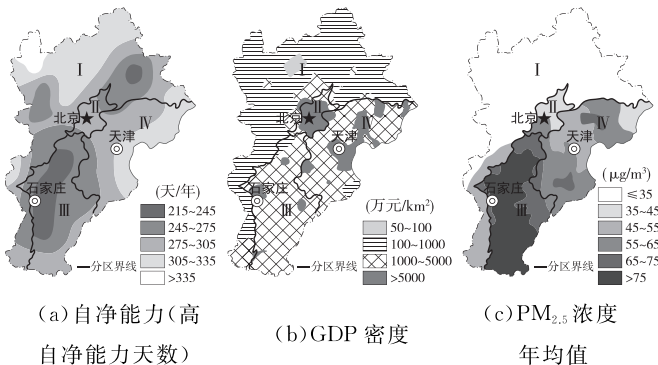 Ⅰ
Ⅱ
北京
Ⅳ
天津
石家庄
Ⅲ
(天/年)
215~245
245~275
275~305
305~335
>335
分区界线
(a)自净能力(高
自净能力天数)
Ⅰ
Ⅱ
北京
Ⅳ
天津
石家庄
Ⅲ
(万元/km²)
50~100
100~1000
1000~5000
>5000
分区界线
(b)GDP 密度
Ⅰ
Ⅱ
北京
Ⅳ
天津
石家庄
Ⅲ
(μg/m³)
≤35
35~45
45~55
55~65
65~75
>75
分区界线
(c)PM₂.₅浓度
年均值